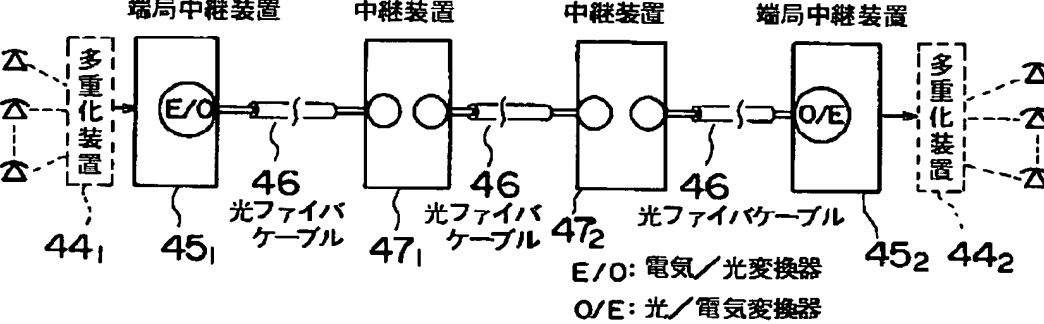 端局中継装置
中継装置
中継装置
端局中継装置
多重化装置
E/O
O/E
多重化装置
46
光ファイバ
ケーブル
46
光ファイバ
ケーブル
46
光ファイバケーブル
44₁
45₁
47₁
47₂
45₂
44₂
E/O: 電気/光変換器
O/E: 光/電気変換器